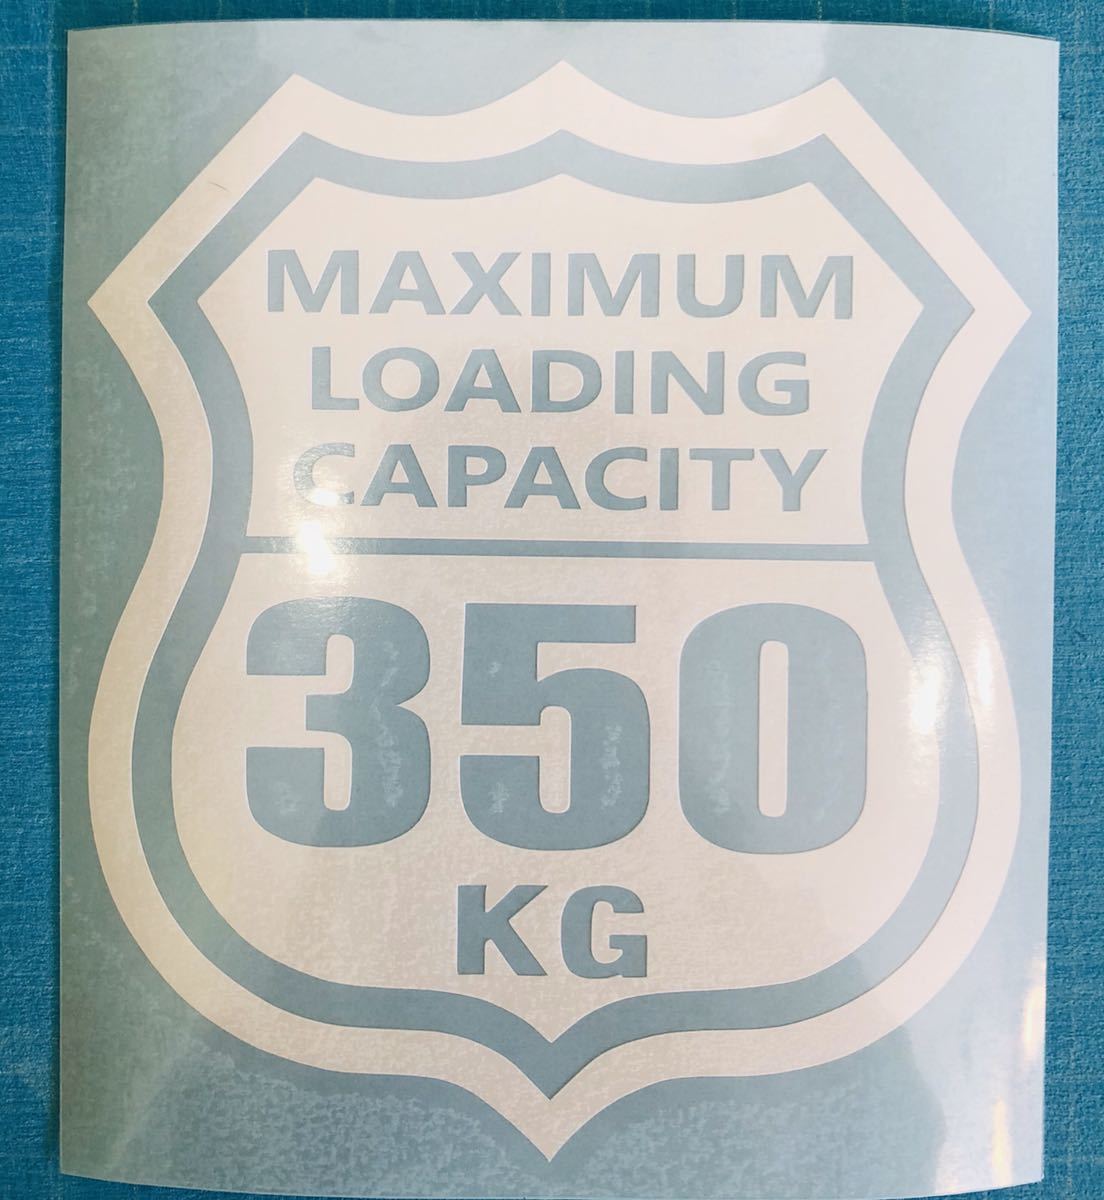 MAXIMUM
LOADING
CAPACITY
350
KG